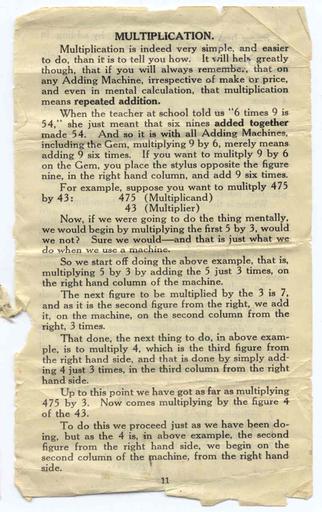 MULTIPLICATION.
Multiplication is indeed very simple, and easier
to do, than it is to tell you how. It will help greatly
though, that if you will always remember, that on
any Adding Machine, irrespective of make or price,
and even in mental calculation, that multiplication
means repeated addition.
When the teacher at school told us "6 times 9 is
54," she just meant that six nines added together
made 54. And so it is with all Adding Machines,
including the Gem, multiplying 9 by 6, merely means
adding 9 six times. If you want to mulitply 9 by 6
on the Gem, you place the stylus opposite the figure
nine, in the right hand column, and add 9 six times.
For example, suppose you want to mulitply 475
by 43: 475 (Multiplicand)
43 (Multiplier)
Now, if we were going to do the thing mentally,
we would begin by multiplying the first 5 by 3, would
we not? Sure we would—and that is just what we
do when we use a machine.
So we start off doing the above example, that is,
multiplying 5 by 3 by adding the 5 just 3 times, on
the right hand column of the machine.
The next figure to be multiplied by the 3 is 7,
and as it is the second figure from the right, we add
it, on the machine, on the second column from the
right, 3 times.
That done, the next thing to do, in above exam-
ple, is to multiply 4, which is the third figure from
the right hand side, and that is done by simply add-
ing 4 just 3 times, in the third column from the right
hand side.
Up to this point we have got as far as multiplying
475 by 3. Now comes multiplying by the figure 4
of the 43.
To do this we proceed just as we have been do-
ing, but as the 4 is, in above example, the second
figure from the right hand side, we begin on the
second column of the machine, from the right hand
side.
11